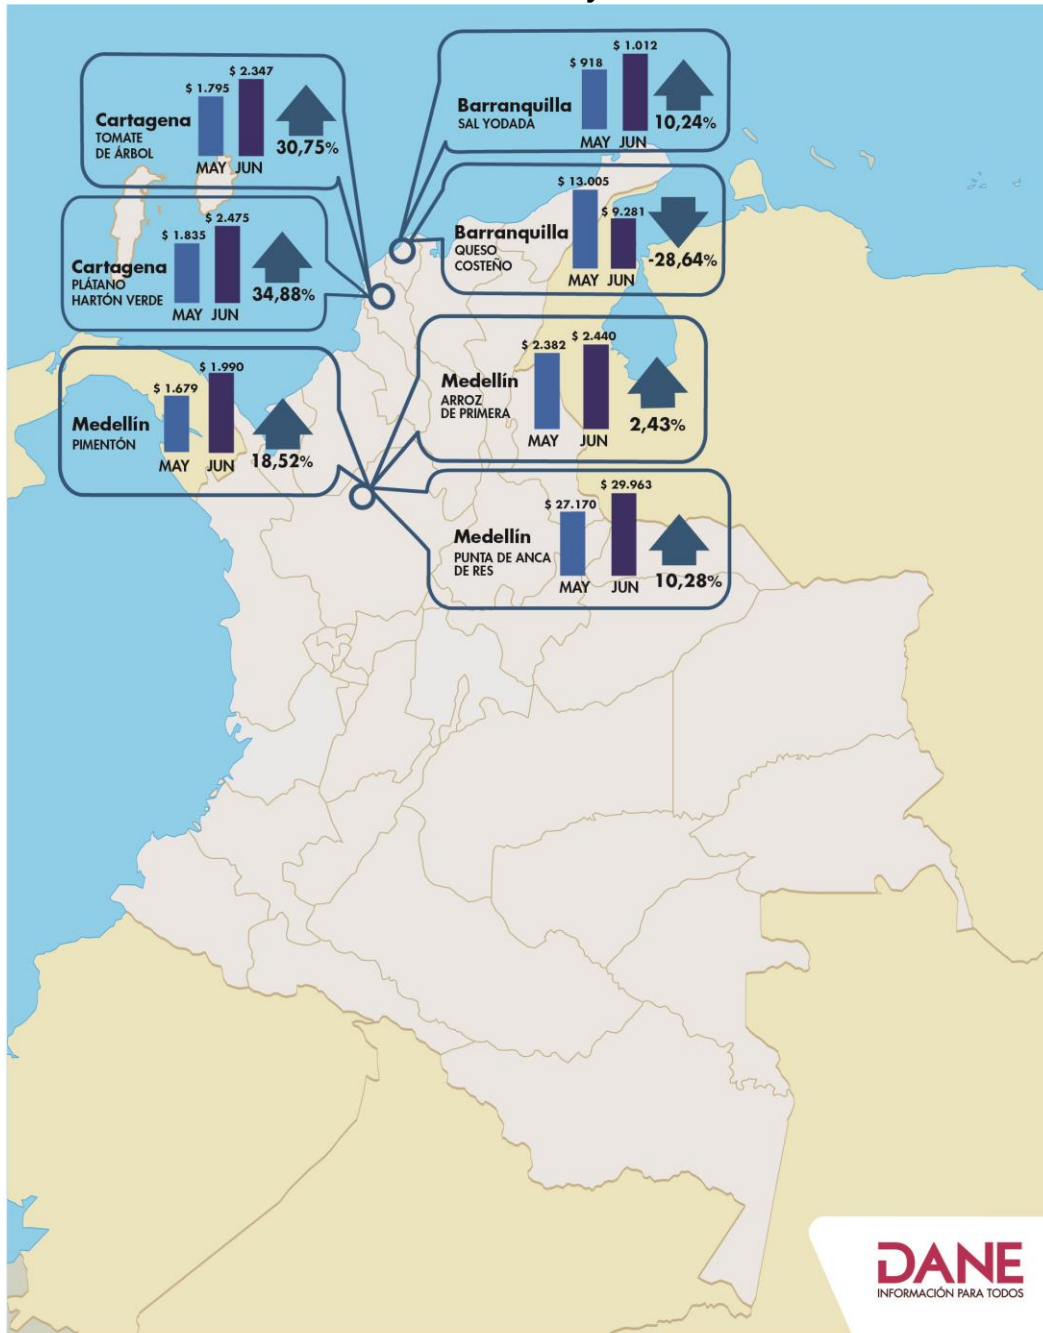 $ 1.795
$ 2.347
Cartagena
TOMATE
DE ÁRBOL
30,75%
MAY JUN
$ 918
$ 1.012
Barranquilla
SAL YODADA
10,24%
MAY JUN
$ 1.835
$ 2.475
Cartagena
PLÁTANO
HARTÓN VERDE
34,88%
MAY JUN
$ 13.005
$ 9.281
Barranquilla
QUESO
COSTEÑO
-28,64%
MAY JUN
$ 1.679
$ 1.990
Medellín
PIMENTÓN
18,52%
MAY JUN
$ 2.382
$ 2.440
Medellín
ARROZ
DE PRIMERA
2,43%
MAY JUN
$ 27.170
$ 29.963
Medellín
PUNTA DE ANCA
DE RES
10,28%
MAY JUN
DANE
INFORMACIÓN PARA TODOS